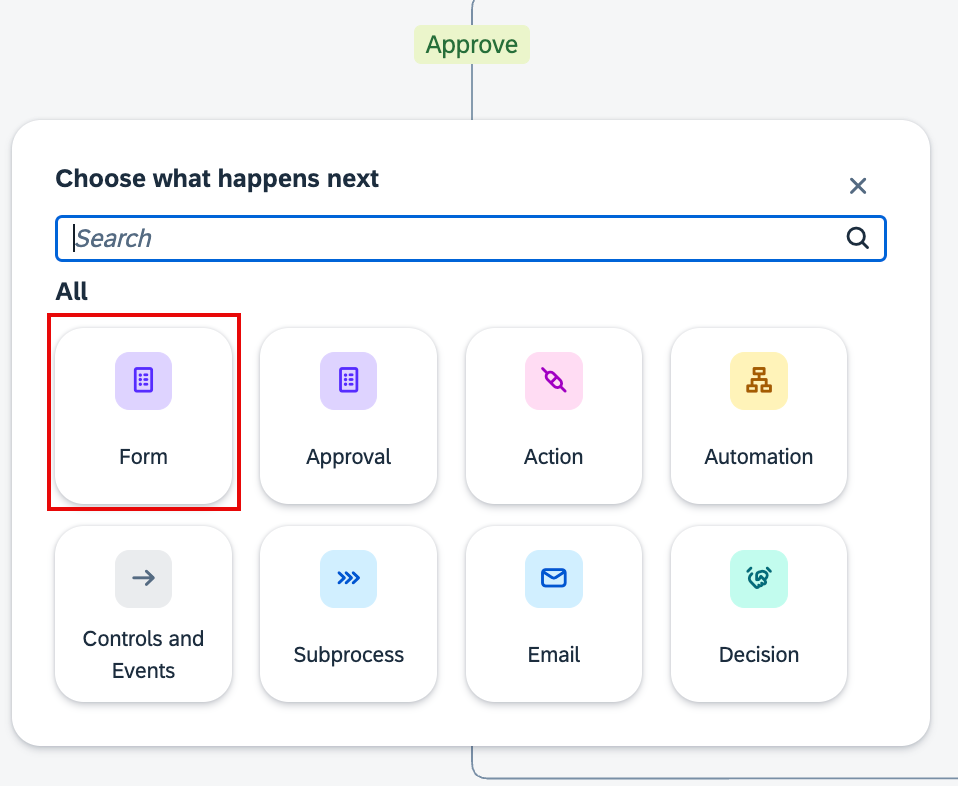 Approve
Choose what happens next
Search
All
Form
Approval
Action
Automation
Controls and
Events
Subprocess
Email
Decision